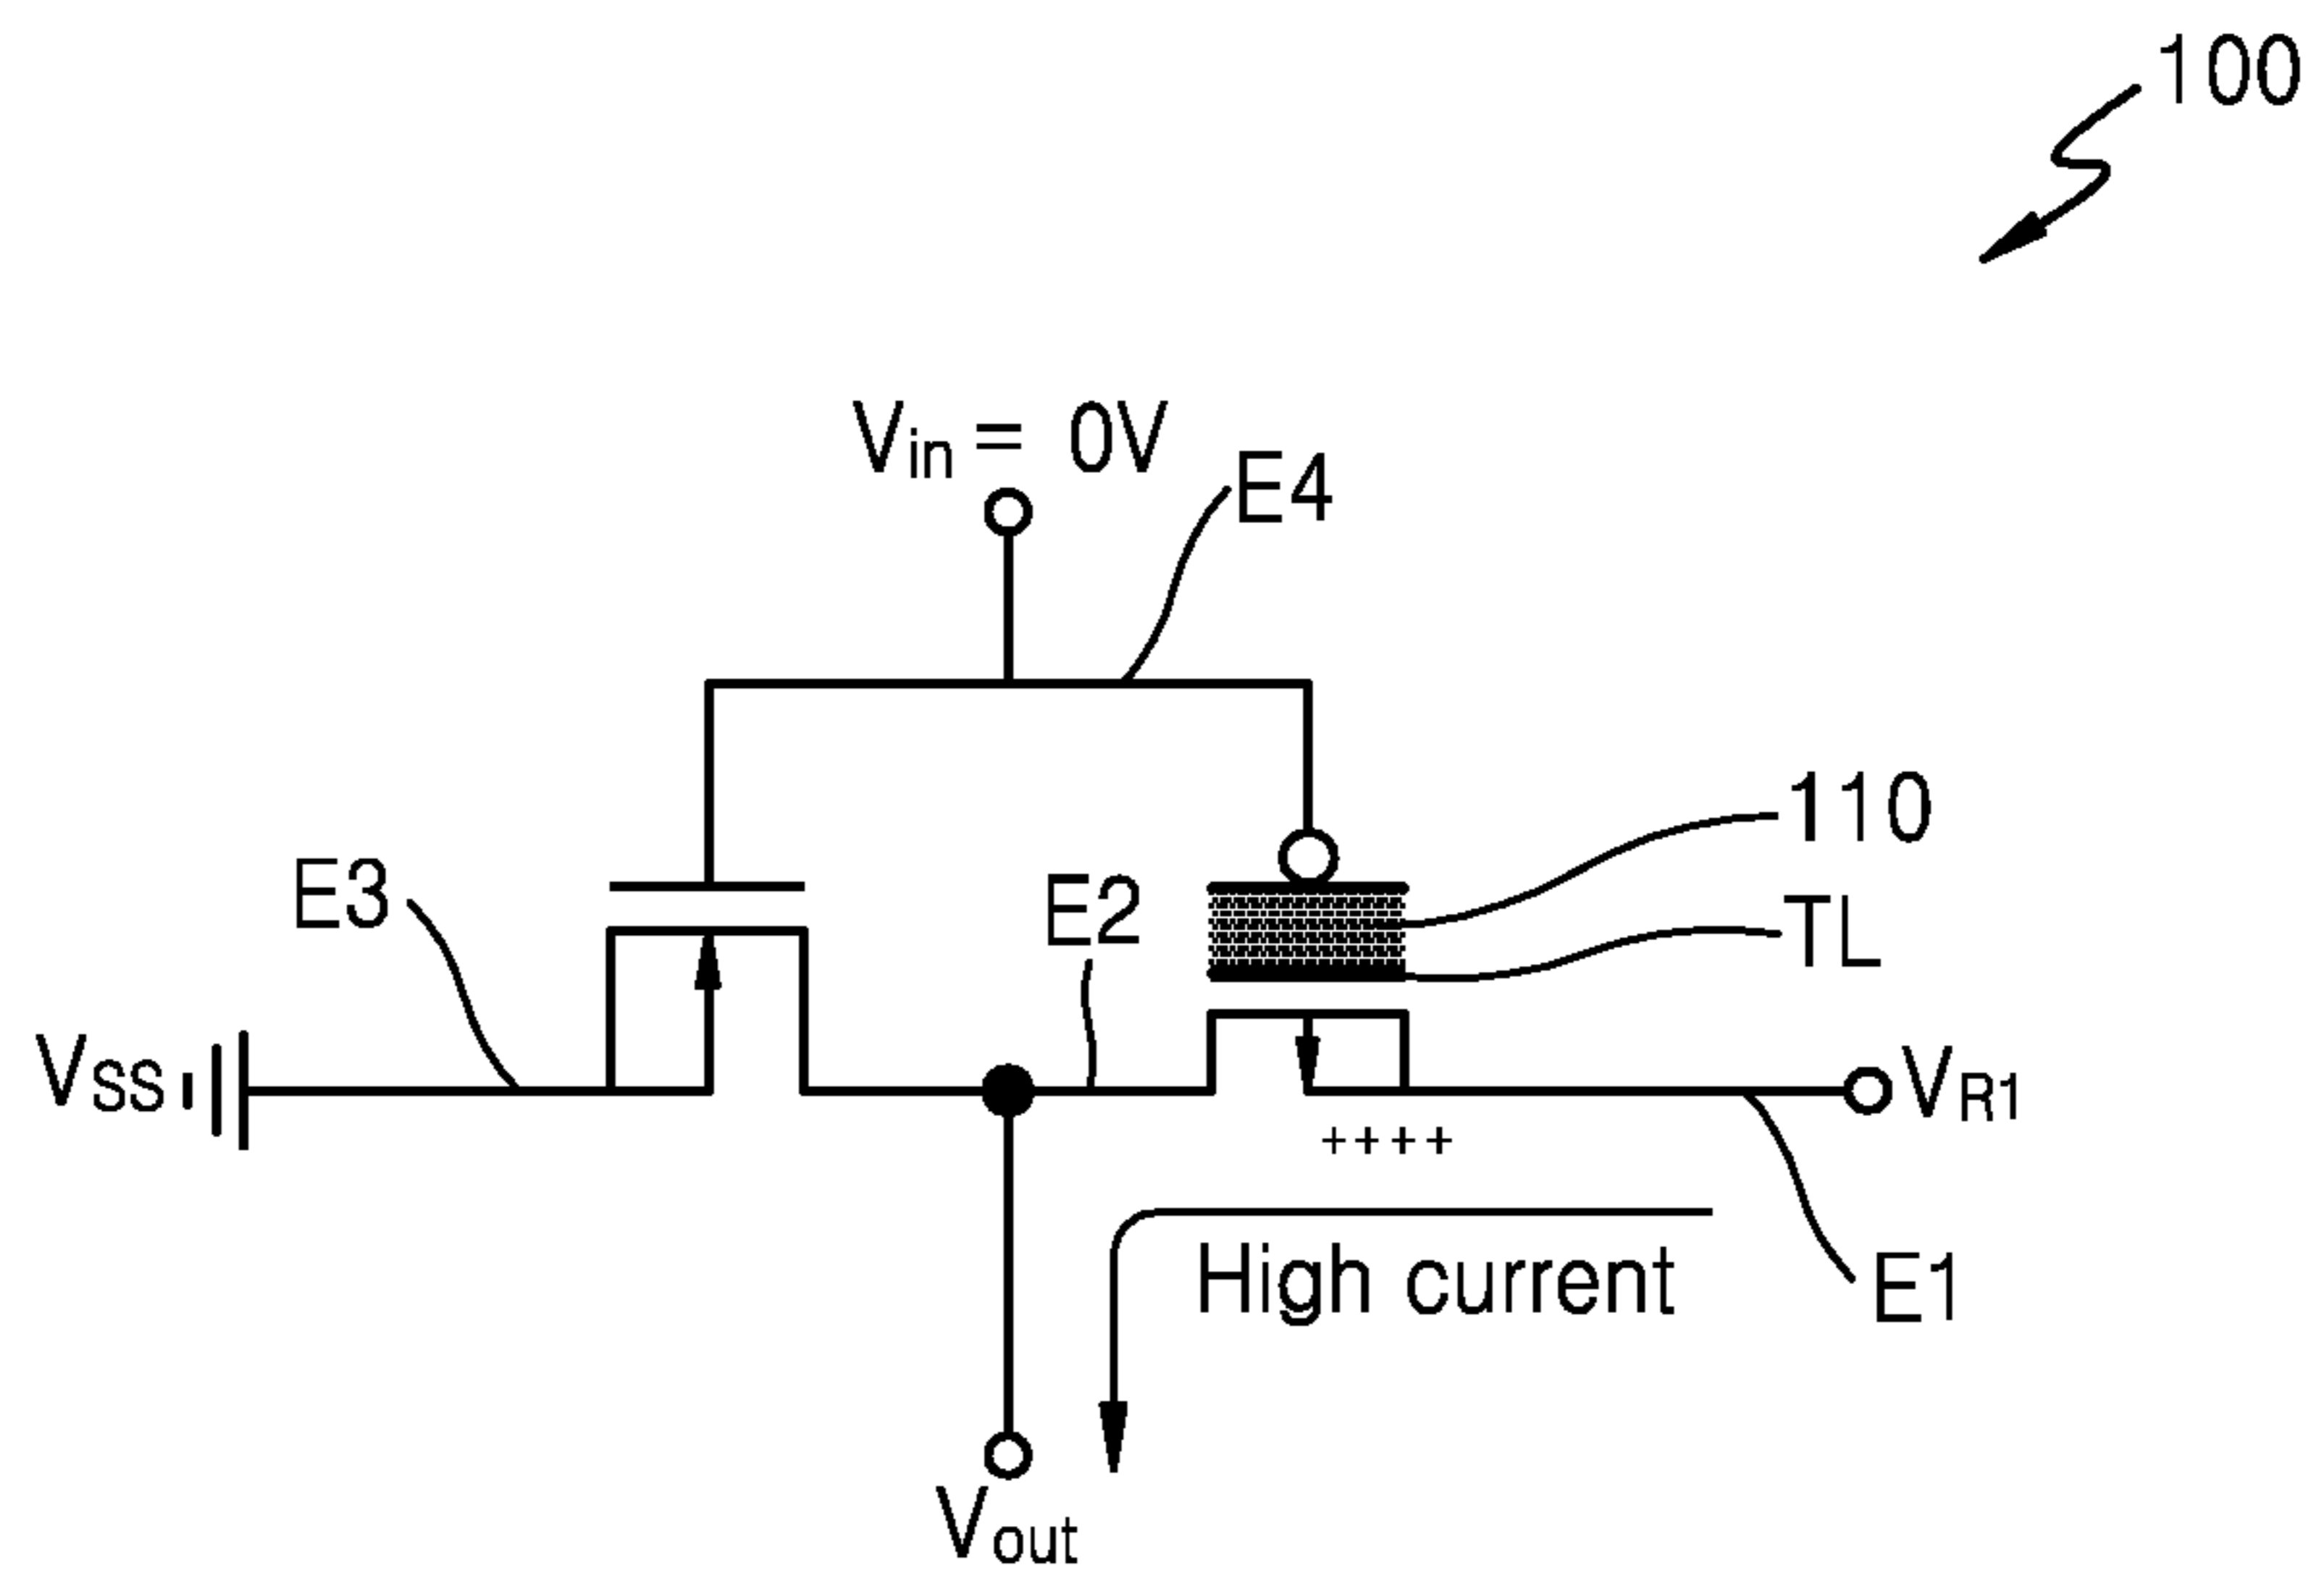 100
Vin = 0V
E4
110
E3
E2
TL
VSS
VR1
++++
High current
E1
Vout